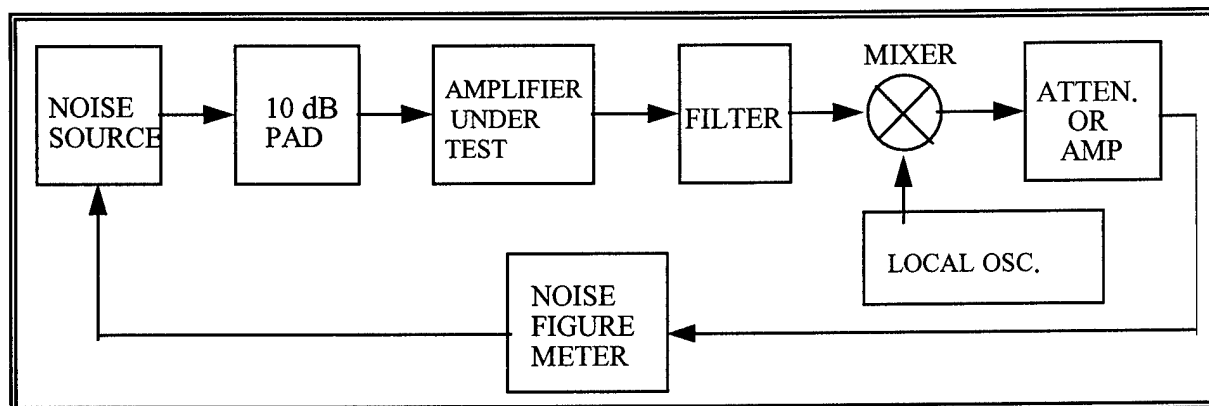 NOISE
SOURCE
10 dB
PAD
AMPLIFIER
UNDER
TEST
FILTER
MIXER
ATTEN.
OR
AMP
LOCAL OSC.
NOISE
FIGURE
METER